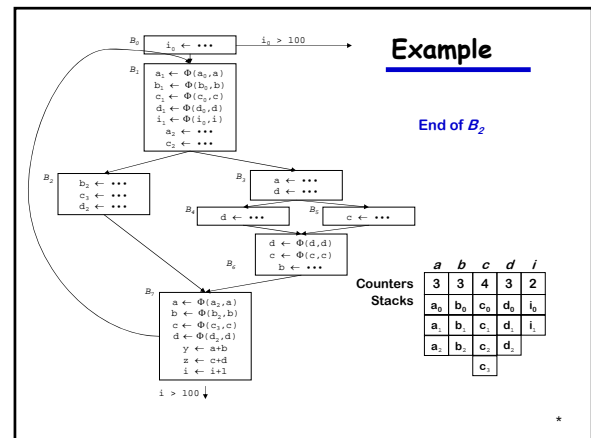 Example
End of B₂
B₀
i₀ ← •••
i₀ > 100
B₁
a₁ ← Φ(a₀,a)
b₁ ← Φ(b₀,b)
c₁ ← Φ(c₀,c)
d₁ ← Φ(d₀,d)
i₁ ← Φ(i₀,i)
a₂ ← •••
c₂ ← •••
B₂
b₂ ← •••
c₃ ← •••
d₂ ← •••
B₃
a ← •••
d ← •••
B₄
d ← •••
B₅
c ← •••
B₆
d ← Φ(d,d)
c ← Φ(c,c)
b ← •••
B₇
a ← Φ(a₂,a)
b ← Φ(b₂,b)
c ← Φ(c₃,c)
d ← Φ(d₂,d)
y ← a+b
z ← c+d
i ← i+1
i > 100
a b c d i
Counters 3 3 4 3 2
Stacks a₀ b₀ c₀ d₀ i₀
a₁ b₁ c₁ d₁ i₁
a₂ b₂ c₂ d₂
c₃
*